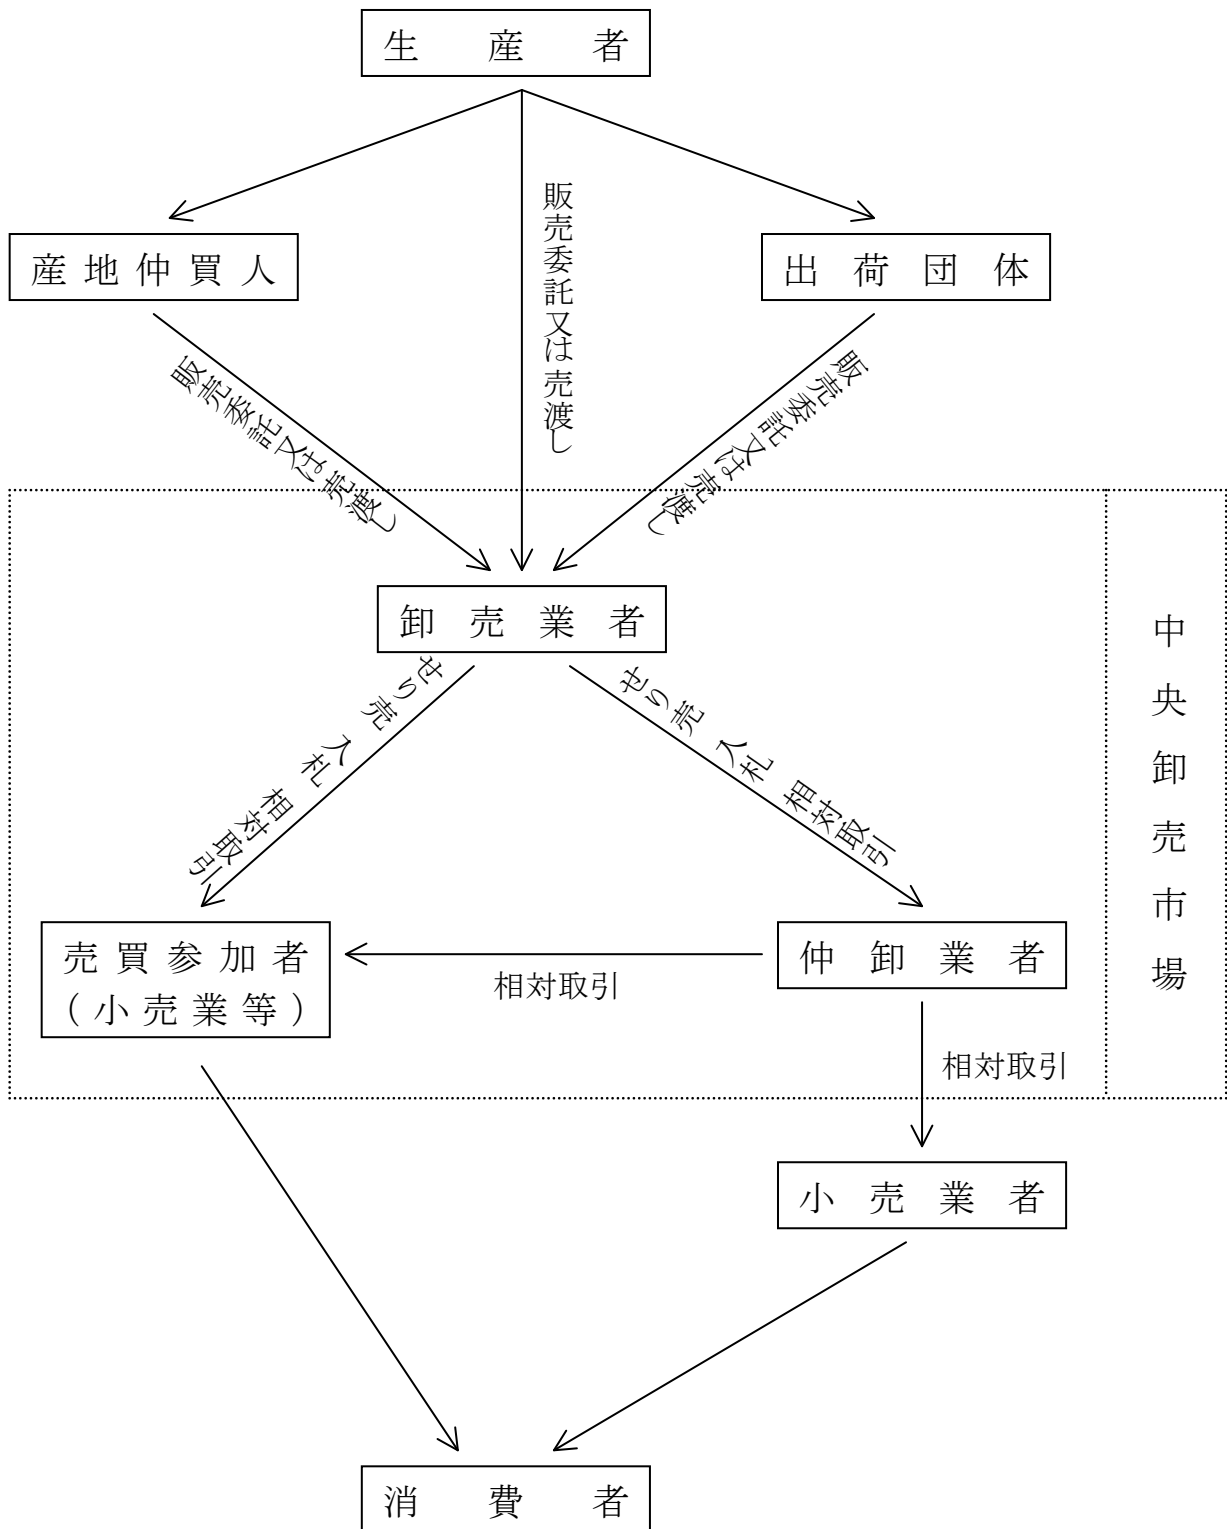 生産者
販売委託又は売渡し
産地仲買人
出荷団体
販売委託又は売渡し
販売委託又は売渡し
卸売業者
せり売 入札 相対取引
せり売 入札 相対取引
中央卸売市場
売買参加者
(小売業等)
仲卸業者
相対取引
相対取引
小売業者
消費者